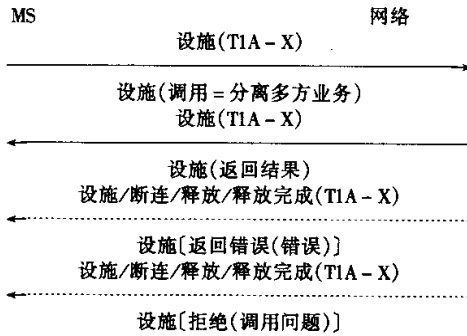 MS 网络
设施(T1A-X)
设施(调用=分离多方业务)
设施(T1A-X)
设施(返回结果)
设施/断连/释放/释放完成(T1A-X)
设施[返回错误(错误)]
设施/断连/释放/释放完成(T1A-X)
设施[拒绝(调用问题)]